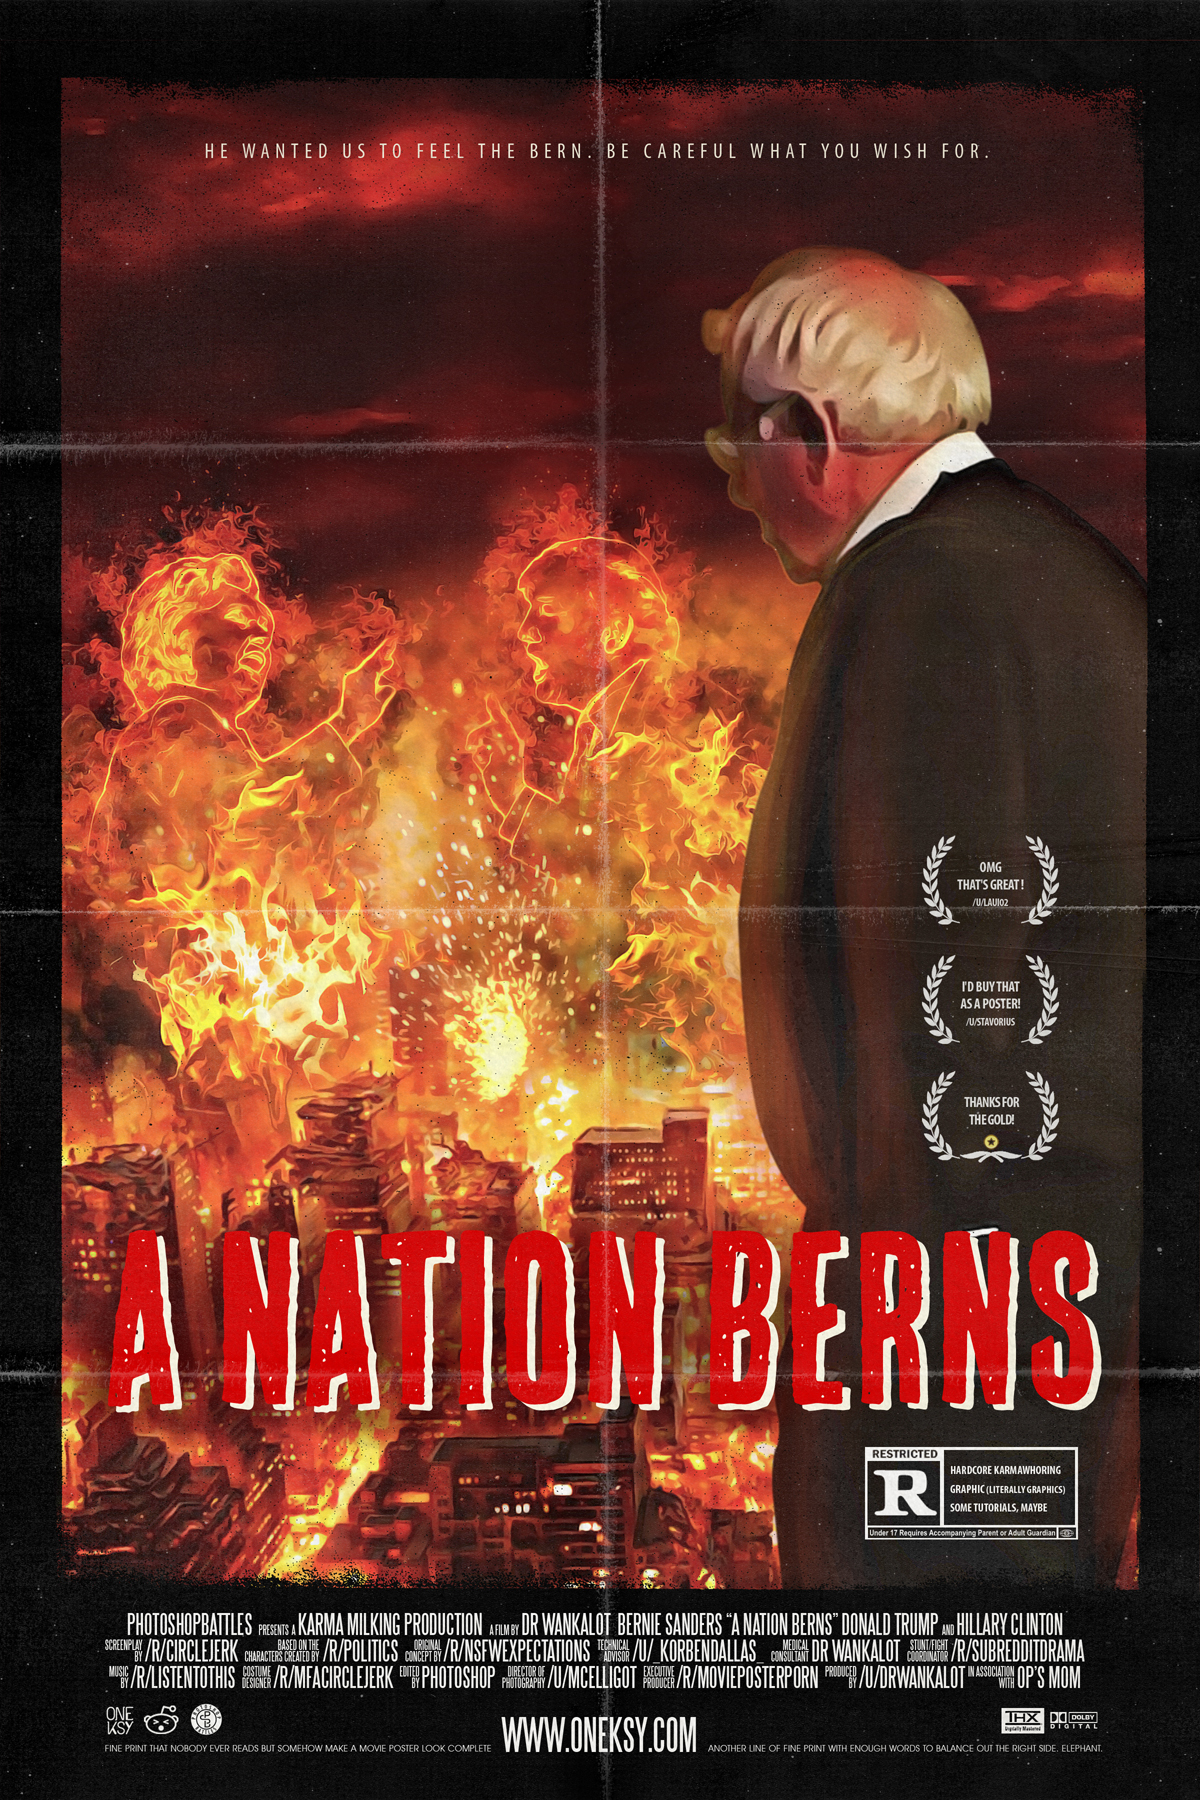 HE WANTED US TO FEEL THE BERN. BE CAREFUL WHAT YOU WISH FOR.
OMG
THAT'S GREAT!
/U/LAUI02
I'D BUY THAT
AS A POSTER!
/U/STAVORIUS
THANKS FOR
THE GOLD!
A NATION BERNS
RESTRICTED
R
HARDCORE KARMAWHORING
GRAPHIC (LITERALLY GRAPHICS)
SOME TUTORIALS, MAYBE
Under 17 Requires Accompanying Parent or Adult Guardian
PHOTOSHOPBATTLES PRESENTS A KARMA MILKING PRODUCTION A FILM BY DR WANKALOT BERNIE SANDERS "A NATION BERNS" DONALD TRUMP AND HILLARY CLINTON
SCREENPLAY BY /R/CIRCLEJERK BASED ON THE CHARACTERS CREATED BY /R/POLITICS ORIGINAL CONCEPT BY /R/NSFWEXPECTATIONS TECHNICAL ADVISOR /U/_KORBENDALLAS_ MEDICAL CONSULTANT DR WANKALOT STUNT/FIGHT COORDINATOR /R/SUBREDDITDRAMA
MUSIC BY /R/LISTENTOTHIS COSTUME DESIGNER /R/MFACIRCLEJERK EDITED BY PHOTOSHOP DIRECTOR OF PHOTOGRAPHY /U/MCELLIGOT EXECUTIVE PRODUCER /R/MOVIEPOSTERPORN PRODUCED BY /U/DRWANKALOT IN ASSOCIATION WITH OP'S MOM
ONE
KSY
WWW.ONEKSY.COM
THX
Digitally Mastered
DOLBY
DIGITAL
FINE PRINT THAT NOBODY EVER READS BUT SOMEHOW MAKE A MOVIE POSTER LOOK COMPLETE
ANOTHER LINE OF FINE PRINT WITH ENOUGH WORDS TO BALANCE OUT THE RIGHT SIDE. ELEPHANT.